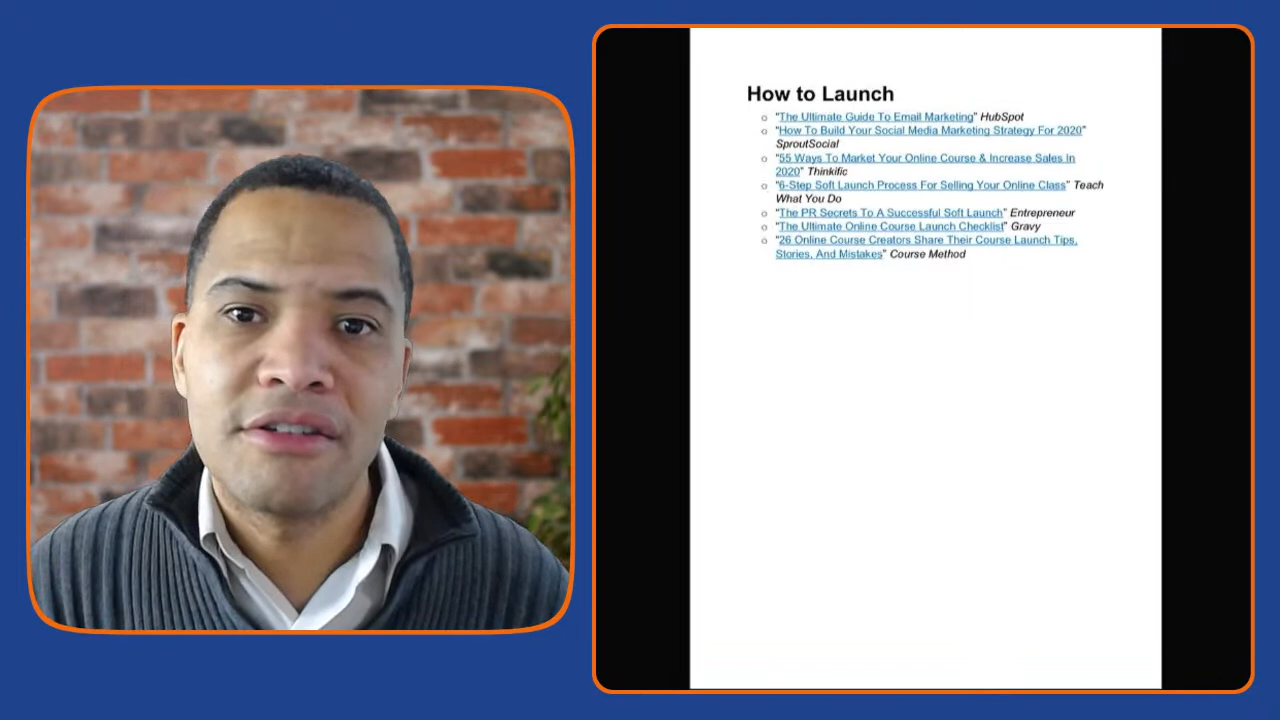 How to Launch
○ "The Ultimate Guide To Email Marketing" HubSpot
○ "How To Build Your Social Media Marketing Strategy For 2020"
SproutSocial
○ "55 Ways To Market Your Online Course & Increase Sales In
2020" Thinkific
○ "6-Step Soft Launch Process For Selling Your Online Class" Teach
What You Do
○ "The PR Secrets To A Successful Soft Launch" Entrepreneur
○ "The Ultimate Online Course Launch Checklist" Gravy
○ "26 Online Course Creators Share Their Course Launch Tips,
Stories, And Mistakes" Course Method